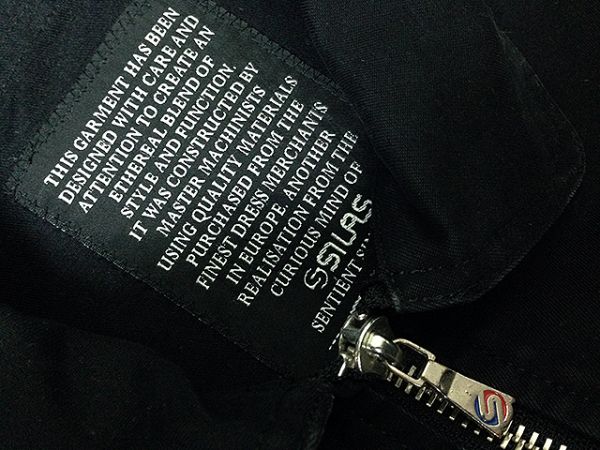 THIS GARMENT HAS BEEN
DESIGNED WITH CARE AND
ATTENTION TO CREATE AN
ETHEREAL BLEND OF
STYLE AND FUNCTION.
IT WAS CONSTRUCTED BY
MASTER MACHINISTS
USING QUALITY MATERIALS
PURCHASED FROM THE
FINEST DRESS MERCHANTS
IN EUROPE. ANOTHER
REALISATION FROM THE
CURIOUS MIND OF
SILAS
SENTIENT
S